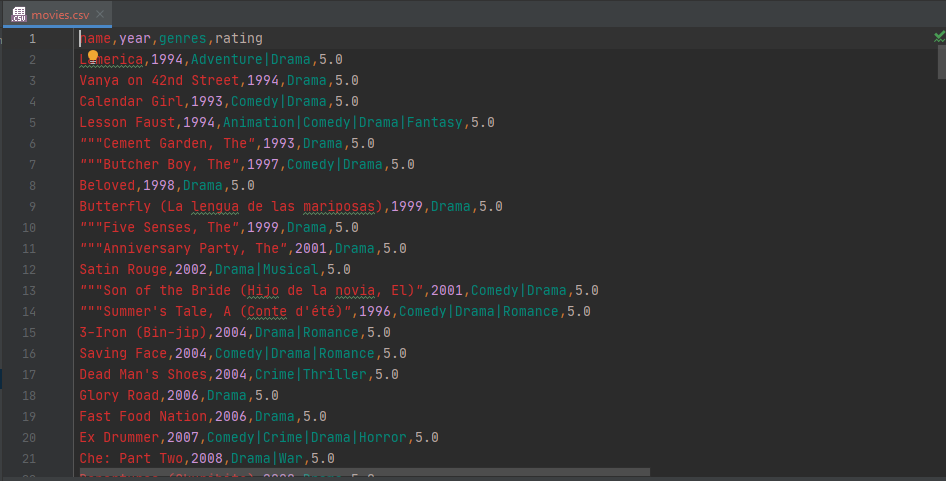 movies.csv
1 name,year,genres,rating
2 Lamerica,1994,Adventure|Drama,5.0
3 Vanya on 42nd Street,1994,Drama,5.0
4 Calendar Girl,1993,Comedy|Drama,5.0
5 Lesson Faust,1994,Animation|Comedy|Drama|Fantasy,5.0
6 """Cement Garden, The",1993,Drama,5.0
7 """Butcher Boy, The",1997,Comedy|Drama,5.0
8 Beloved,1998,Drama,5.0
9 Butterfly (La lengua de las mariposas),1999,Drama,5.0
10 """Five Senses, The",1999,Drama,5.0
11 """Anniversary Party, The",2001,Drama,5.0
12 Satin Rouge,2002,Drama|Musical,5.0
13 """Son of the Bride (Hijo de la novia, El)",2001,Comedy|Drama,5.0
14 """Summer's Tale, A (Conte d'été)",1996,Comedy|Drama|Romance,5.0
15 3-Iron (Bin-jip),2004,Drama|Romance,5.0
16 Saving Face,2004,Comedy|Drama|Romance,5.0
17 Dead Man's Shoes,2004,Crime|Thriller,5.0
18 Glory Road,2006,Drama,5.0
19 Fast Food Nation,2006,Drama,5.0
20 Ex Drummer,2007,Comedy|Crime|Drama|Horror,5.0
21 Che: Part Two,2008,Drama|War,5.0